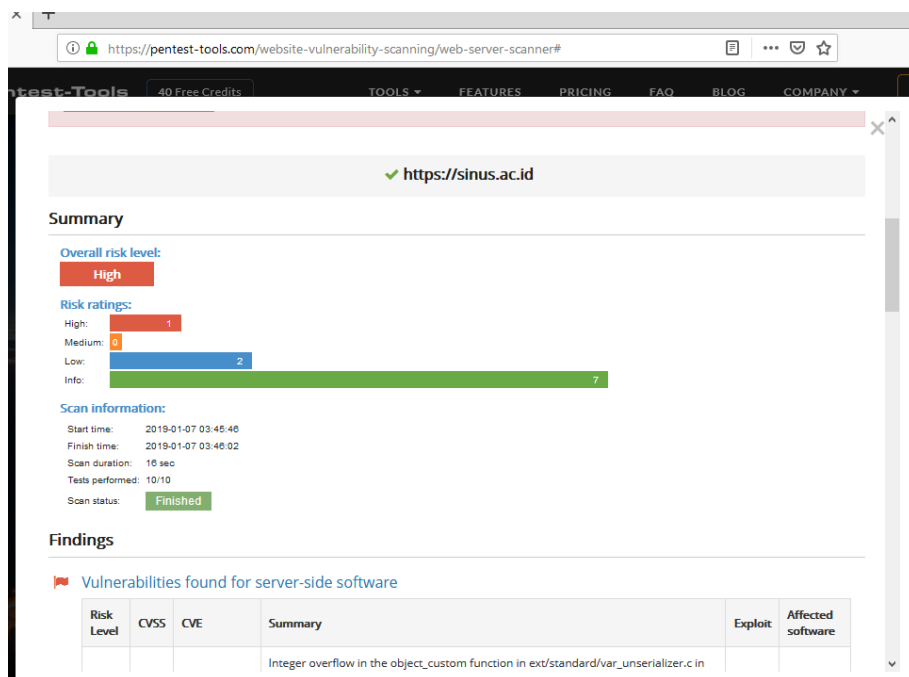 https://pentest-tools.com/website-vulnerability-scanning/web-server-scanner#
ntest-Tools 40 Free Credits TOOLS FEATURES PRICING FAQ BLOG COMPANY
https://sinus.ac.id
Summary
Overall risk level:
High
Risk ratings:
High: 1
Medium: 0
Low: 2
Info: 7
Scan information:
Start time: 2019-01-07 03:45:46
Finish time: 2019-01-07 03:46:02
Scan duration: 16 sec
Tests performed: 10/10
Scan status: Finished
Findings
Vulnerabilities found for server-side software
Risk Level CVSS CVE Summary Exploit Affected software
Integer overflow in the object_custom function in ext/standard/var_unserializer.c in